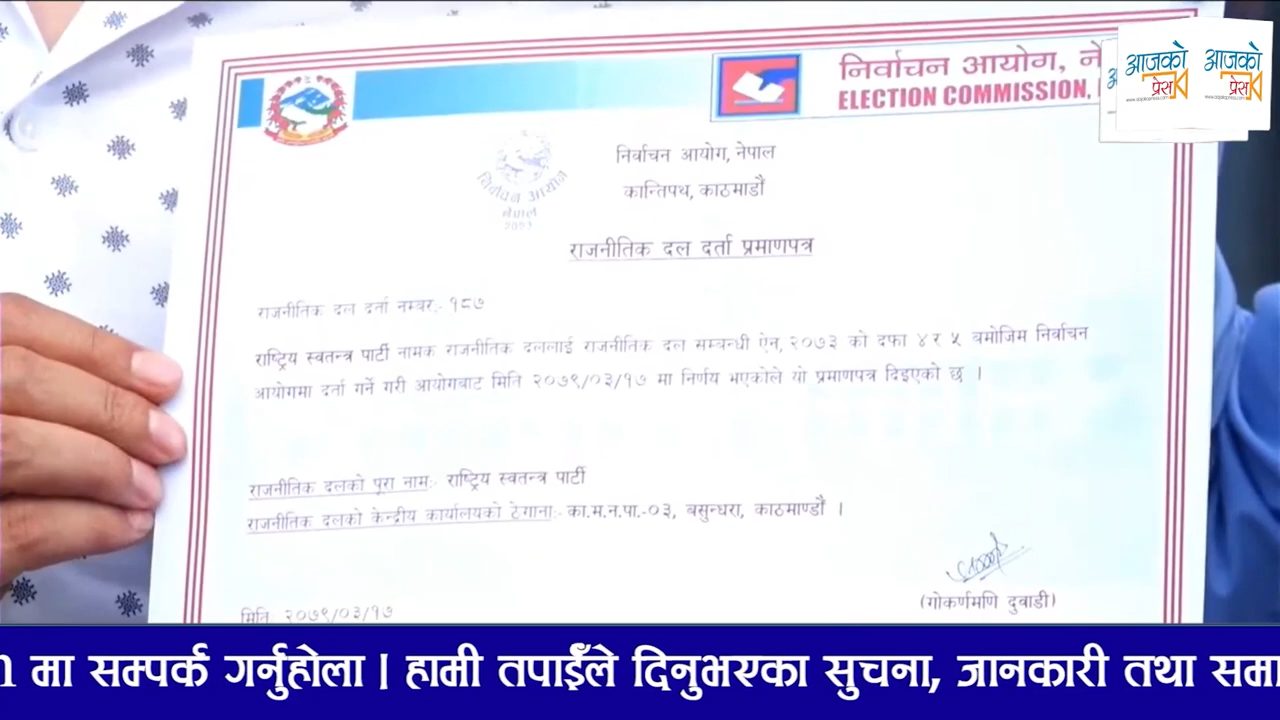 निर्वाचन आयोग, ने
ELECTION COMMISSION,
आजको
प्रेस
आजको
प्रेस
निर्वाचन आयोग
नेपाल
निर्वाचन आयोग, नेपाल
कान्तिपथ, काठमाडौं
राजनीतिक दल दर्ता प्रमाणपत्र
राजनीतिक दल दर्ता नम्बर:- १८७
राष्ट्रिय स्वतन्त्र पार्टी नामक राजनीतिक दललाई राजनीतिक दल सम्बन्धी ऐन, २०७३ को दफा ४ र ५ बमोजिम निर्वाचन
आयोगमा दर्ता गर्ने गरी आयोगबाट मिति २०७९/०३/१७ मा निर्णय भएकोले यो प्रमाणपत्र दिइएको छ ।
राजनीतिक दलको पूरा नाम:- राष्ट्रिय स्वतन्त्र पार्टी
राजनीतिक दलको केन्द्रीय कार्यालयको ठेगाना:- का.म.न.पा.-०३, बसुन्धरा, काठमाण्डौं ।
(गोकर्णमणि दुवाडी)
मिति: २०७९/०३/१७
मा सम्पर्क गर्नुहोला | हामी तपाईँले दिनुभएका सुचना, जानकारी तथा समा